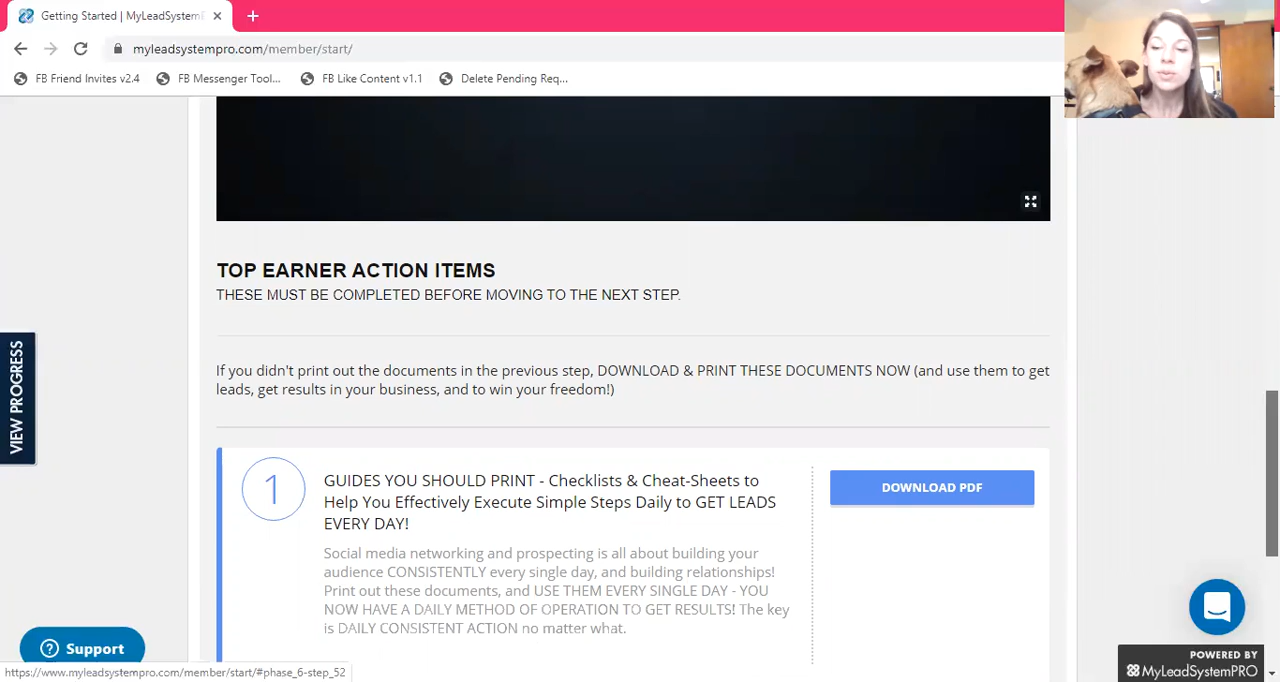 Getting Started | MyLeadSystemP
myleadsystempro.com/member/start/
FB Friend Invites v2.4
FB Messenger Tool...
FB Like Content v1.1
Delete Pending Req...
TOP EARNER ACTION ITEMS
THESE MUST BE COMPLETED BEFORE MOVING TO THE NEXT STEP.
If you didn't print out the documents in the previous step, DOWNLOAD & PRINT THESE DOCUMENTS NOW (and use them to get
leads, get results in your business, and to win your freedom!)
VIEW PROGRESS
1
GUIDES YOU SHOULD PRINT - Checklists & Cheat-Sheets to
Help You Effectively Execute Simple Steps Daily to GET LEADS
EVERY DAY!
DOWNLOAD PDF
Social media networking and prospecting is all about building your
audience CONSISTENTLY every single day, and building relationships!
Print out these documents, and USE THEM EVERY SINGLE DAY - YOU
NOW HAVE A DAILY METHOD OF OPERATION TO GET RESULTS! The key
is DAILY CONSISTENT ACTION no matter what.
Support
https://www.myleadsystempro.com/member/start/#phase_6-step_52
POWERED BY
MyLeadSystemPRO